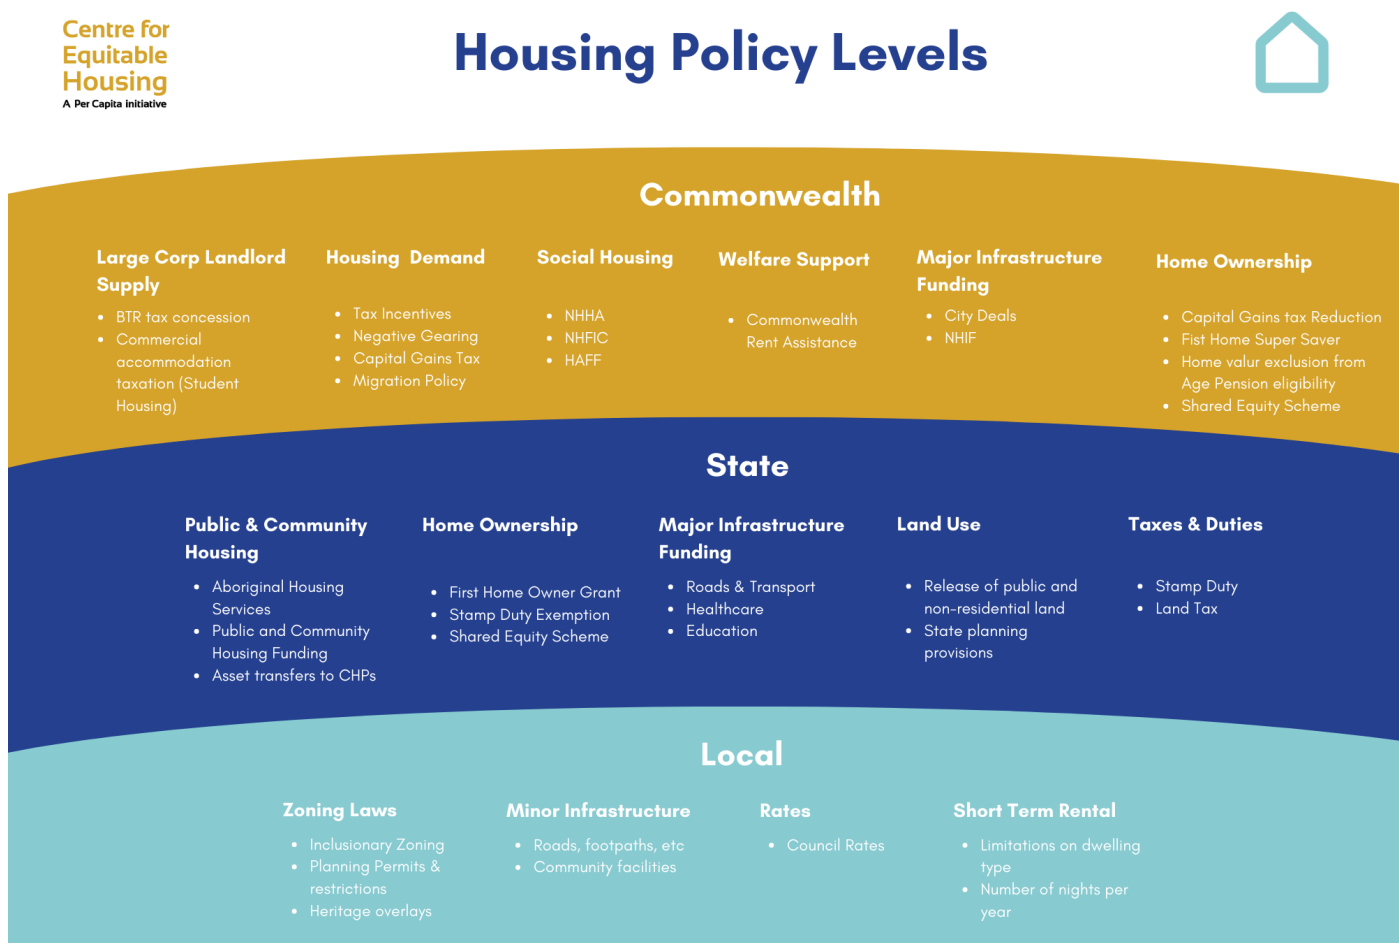 Centre for
Equitable
Housing
A Per Capita initiative
Housing Policy Levels
Commonwealth
Large Corp Landlord
Supply
• BTR tax concession
• Commercial
accommodation
taxation (Student
Housing)
Housing Demand
• Tax Incentives
• Negative Gearing
• Capital Gains Tax
• Migration Policy
Social Housing
• NHHA
• NHFIC
• HAFF
Welfare Support
• Commonwealth
Rent Assistance
Major Infrastructure
Funding
• City Deals
• NHIF
Home Ownership
• Capital Gains tax Reduction
• Fist Home Super Saver
• Home valur exclusion from
Age Pension eligibility
• Shared Equity Scheme
State
Public & Community
Housing
• Aboriginal Housing
Services
• Public and Community
Housing Funding
• Asset transfers to CHPs
Home Ownership
• First Home Owner Grant
• Stamp Duty Exemption
• Shared Equity Scheme
Major Infrastructure
Funding
• Roads & Transport
• Healthcare
• Education
Land Use
• Release of public and
non-residential land
• State planning
provisions
Taxes & Duties
• Stamp Duty
• Land Tax
Local
Zoning Laws
• Inclusionary Zoning
• Planning Permits &
restrictions
• Heritage overlays
Minor Infrastructure
• Roads, footpaths, etc
• Community facilities
Rates
• Council Rates
Short Term Rental
• Limitations on dwelling
type
• Number of nights per
year